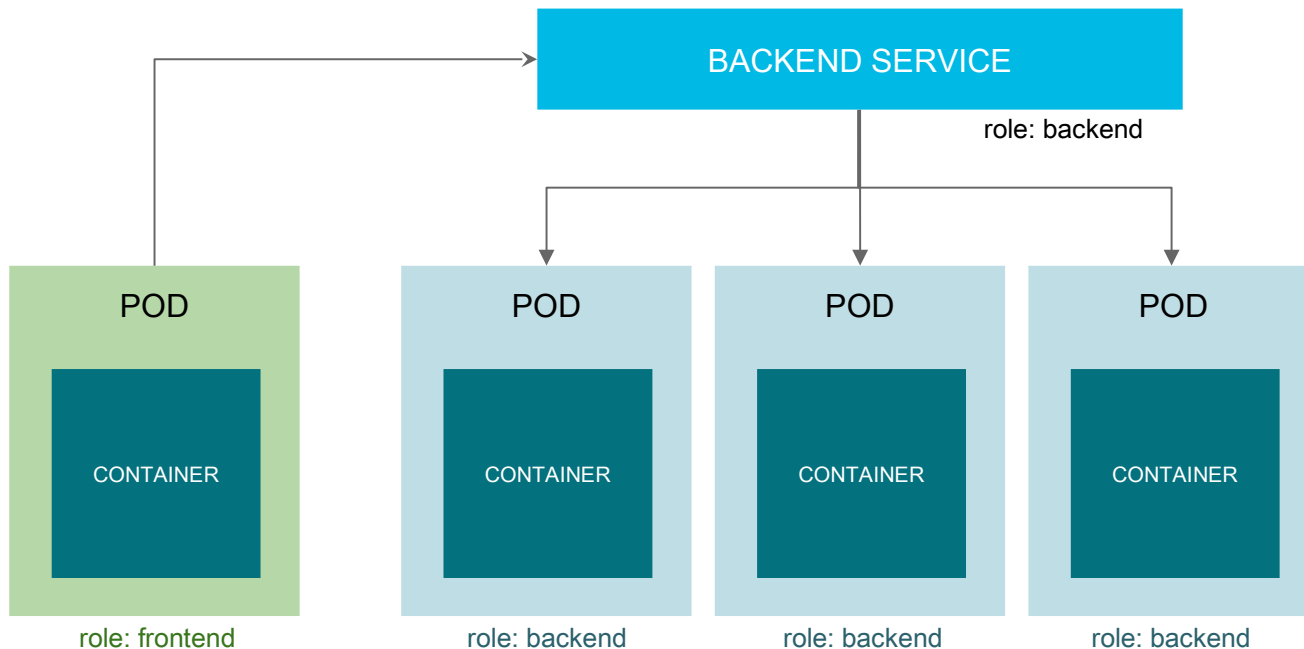 BACKEND SERVICE
role: backend
POD
POD
POD
POD
CONTAINER
CONTAINER
CONTAINER
CONTAINER
role: frontend
role: backend
role: backend
role: backend